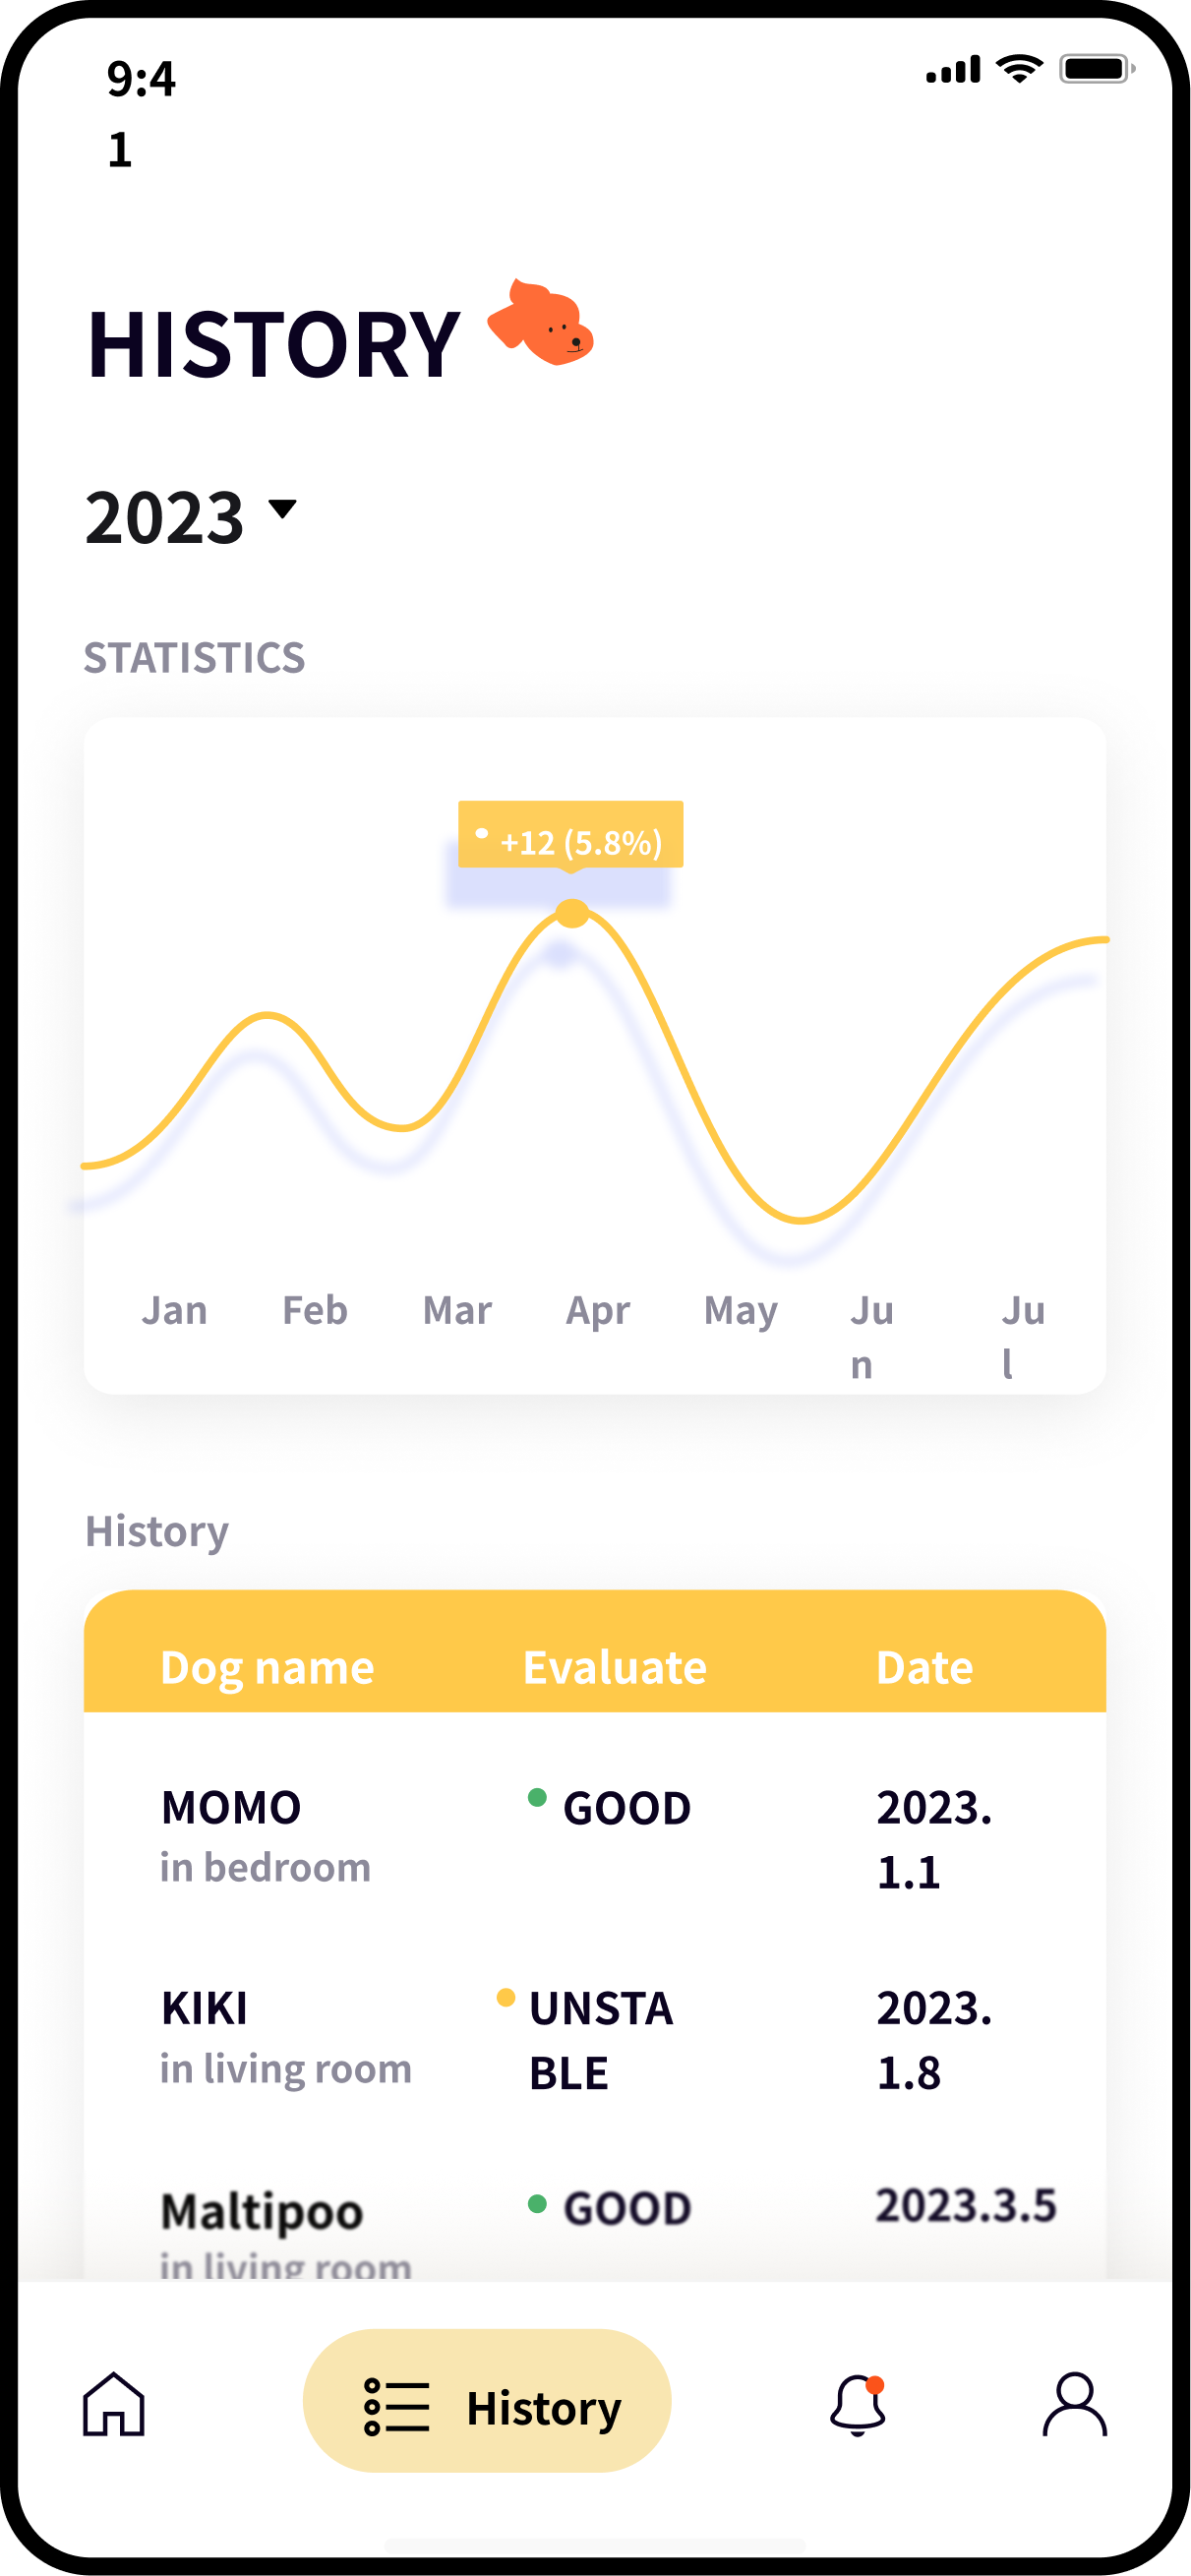 9:4
1
HISTORY
2023
STATISTICS
+12 (5.8%)
Jan Feb Mar Apr May Ju Ju
n l
History
Dog name Evaluate Date
MOMO GOOD 2023.
in bedroom 1.1
KIKI UNSTA 2023.
in living room BLE 1.8
Maltipoo GOOD 2023.3.5
in living room
History